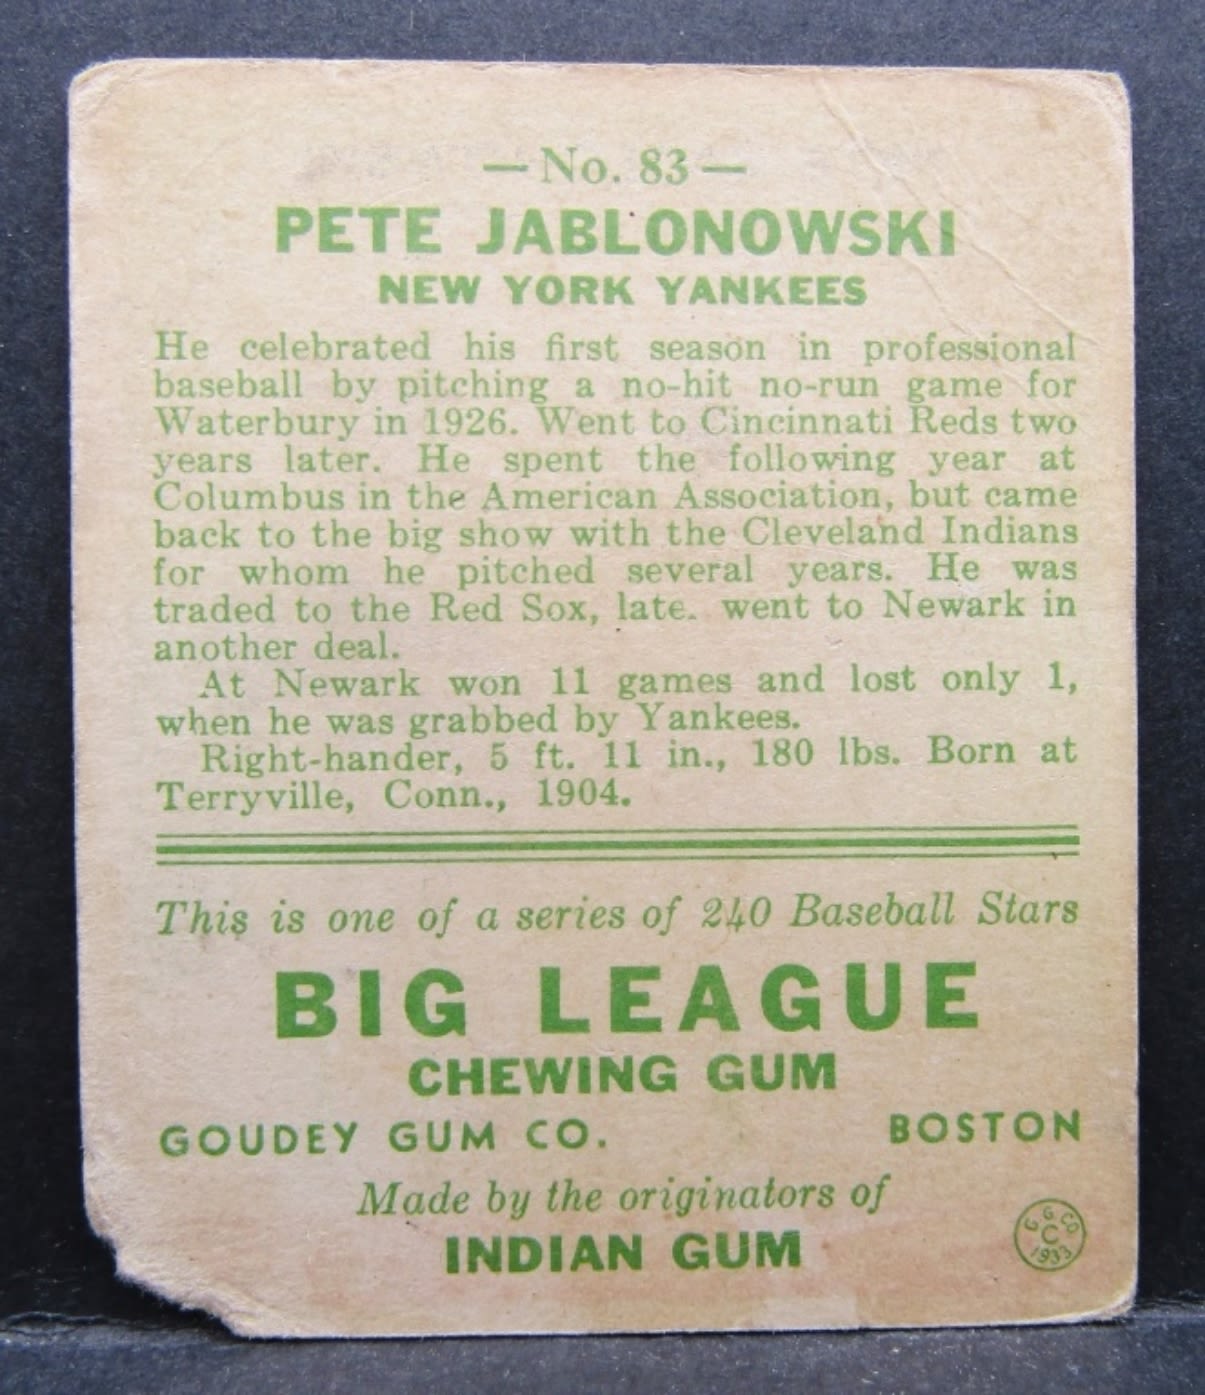 — No. 83 —
PETE JABLONOWSKI
NEW YORK YANKEES
He celebrated his first season in professional
baseball by pitching a no-hit no-run game for
Waterbury in 1926. Went to Cincinnati Reds two
years later. He spent the following year at
Columbus in the American Association, but came
back to the big show with the Cleveland Indians
for whom he pitched several years. He was
traded to the Red Sox, late. went to Newark in
another deal.
At Newark won 11 games and lost only 1,
when he was grabbed by Yankees.
Right-hander, 5 ft. 11 in., 180 lbs. Born at
Terryville, Conn., 1904.
This is one of a series of 240 Baseball Stars
BIG LEAGUE
CHEWING GUM
GOUDEY GUM CO. BOSTON
Made by the originators of
INDIAN GUM
G. G. CO.
C
1933